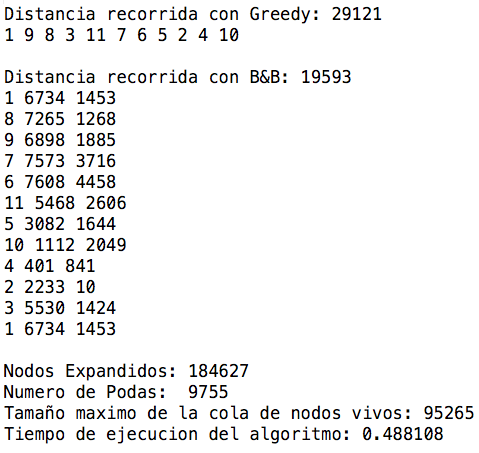 Distancia recorrida con Greedy: 29121
1 9 8 3 11 7 6 5 2 4 10
Distancia recorrida con B&B: 19593
1 6734 1453
8 7265 1268
9 6898 1885
7 7573 3716
6 7608 4458
11 5468 2606
5 3082 1644
10 1112 2049
4 401 841
2 2233 10
3 5530 1424
1 6734 1453
Nodos Expandidos: 184627
Numero de Podas:  9755
Tamaño maximo de la cola de nodos vivos: 95265
Tiempo de ejecucion del algoritmo: 0.488108